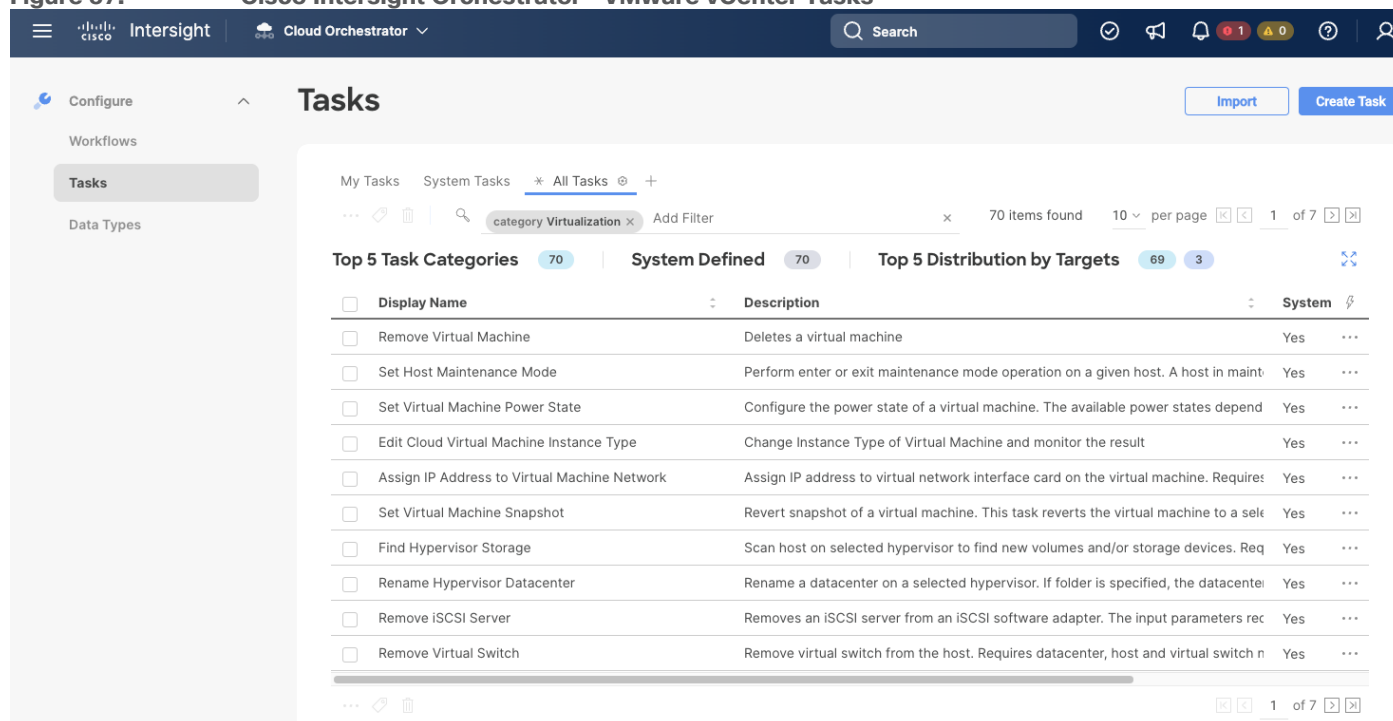 Figure 37. Cisco Intersight Orchestrator - VMware vCenter Tasks
CISCO Intersight Cloud Orchestrator Search 1 0
Configure
Workflows
Tasks
Data Types
Tasks
Import Create Task
My Tasks System Tasks All Tasks
category Virtualization × Add Filter × 70 items found 10 per page 1 of 7
Top 5 Task Categories 70 System Defined 70 Top 5 Distribution by Targets 69 3
Display Name Description System
Remove Virtual Machine Deletes a virtual machine Yes ...
Set Host Maintenance Mode Perform enter or exit maintenance mode operation on a given host. A host in maint Yes ...
Set Virtual Machine Power State Configure the power state of a virtual machine. The available power states depend Yes ...
Edit Cloud Virtual Machine Instance Type Change Instance Type of Virtual Machine and monitor the result Yes ...
Assign IP Address to Virtual Machine Network Assign IP address to virtual network interface card on the virtual machine. Requires Yes ...
Set Virtual Machine Snapshot Revert snapshot of a virtual machine. This task reverts the virtual machine to a sele Yes ...
Find Hypervisor Storage Scan host on selected hypervisor to find new volumes and/or storage devices. Req Yes ...
Rename Hypervisor Datacenter Rename a datacenter on a selected hypervisor. If folder is specified, the datacenter Yes ...
Remove iSCSI Server Removes an iSCSI server from an iSCSI software adapter. The input parameters rec Yes ...
Remove Virtual Switch Remove virtual switch from the host. Requires datacenter, host and virtual switch n Yes ...
... 1 of 7